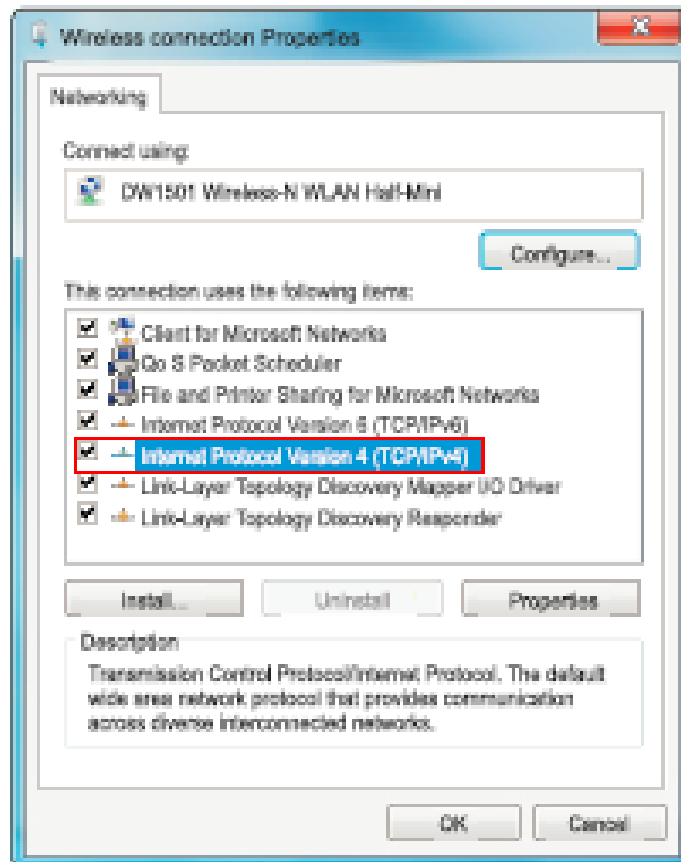 Wireless connection Properties
Networking
Connect using:
DW1501 Wireless-N WLAN Half-Mini
Configure...
This connection uses the following items:
Client for Microsoft Networks
Qo S Packet Scheduler
File and Printer Sharing for Microsoft Networks
Internet Protocol Version 6 (TCP/IPv6)
Internet Protocol Version 4 (TCP/IPv4)
Link-Layer Topology Discovery Mapper I/O Driver
Link-Layer Topology Discovery Responder
Install... Uninstall Properties
Description
Transmission Control Protocol/Internet Protocol. The default
wide area network protocol that provides communication
across diverse interconnected networks.
OK Cancel